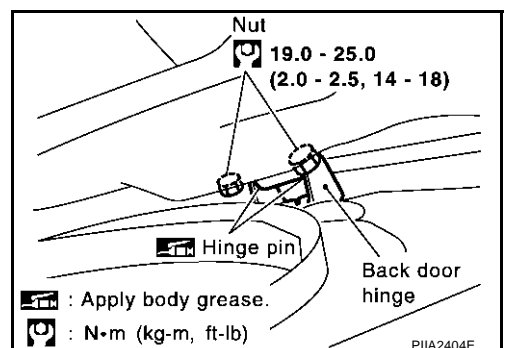 Nut
19.0 - 25.0
(2.0 - 2.5, 14 - 18)
Hinge pin
Back door
hinge
: Apply body grease.
: N•m (kg-m, ft-lb)
PIIA2404E